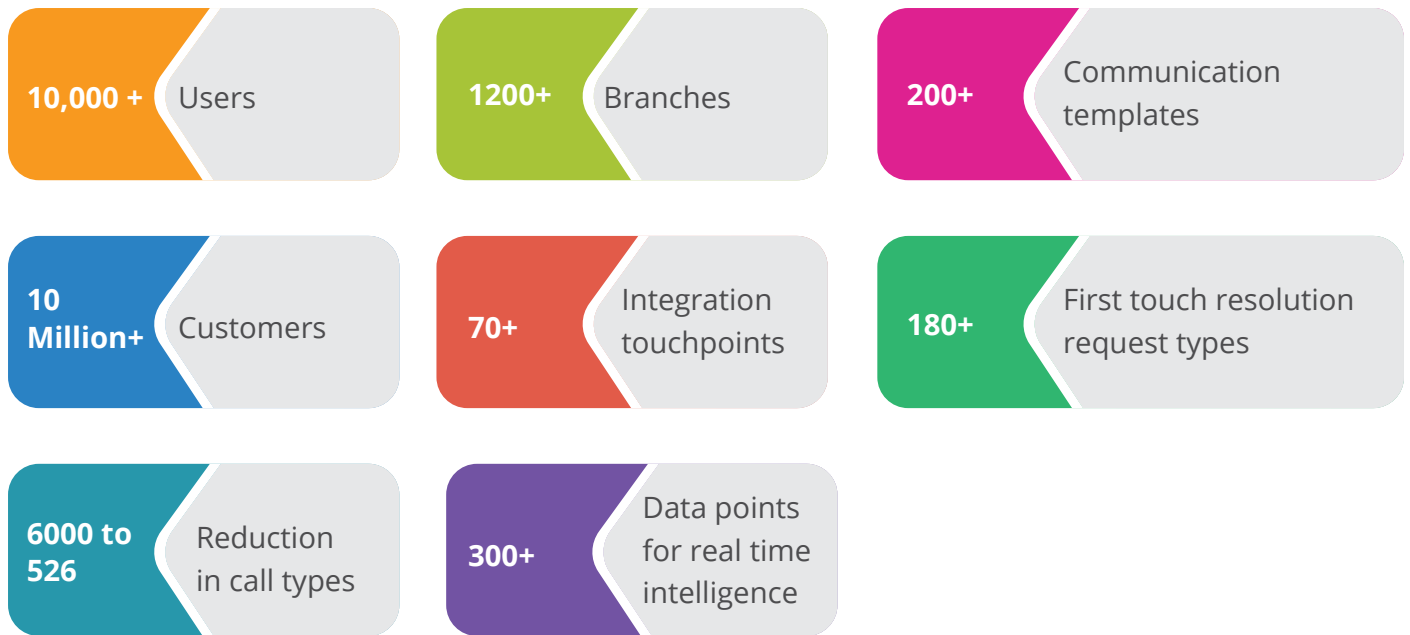 10,000 +
Users
1200+
Branches
200+
Communication
templates
10
Million+
Customers
70+
Integration
touchpoints
180+
First touch resolution
request types
6000 to
526
Reduction
in call types
300+
Data points
for real time
intelligence